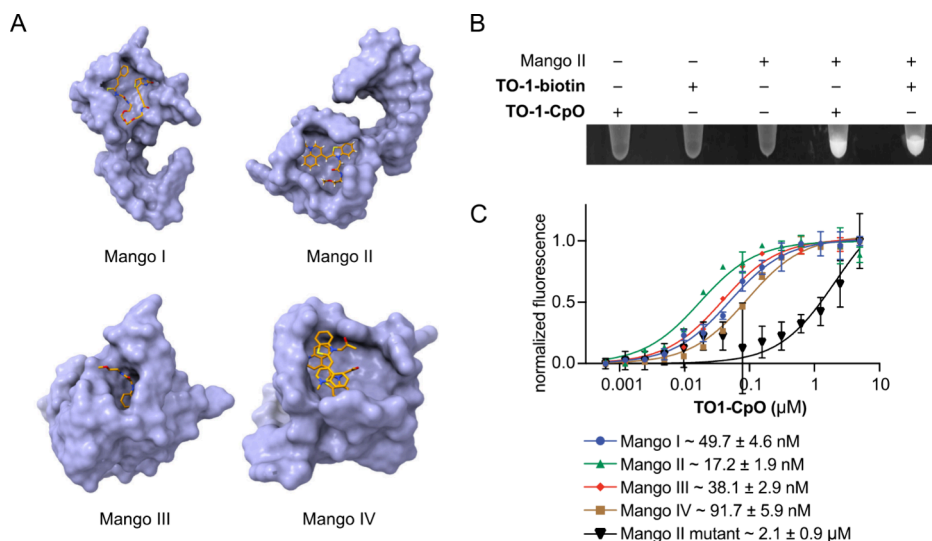 A
Mango I
Mango II
Mango III
Mango IV
B
Mango II – – + + +
TO-1-biotin – + – – +
TO-1-CpO + – – + –
C
normalized fluorescence
1.0
0.5
0.0
0.001 0.01 0.1 1 10
TO1-CpO (µM)
Mango I ~ 49.7 ± 4.6 nM
Mango II ~ 17.2 ± 1.9 nM
Mango III ~ 38.1 ± 2.9 nM
Mango IV ~ 91.7 ± 5.9 nM
Mango II mutant ~ 2.1 ± 0.9 µM